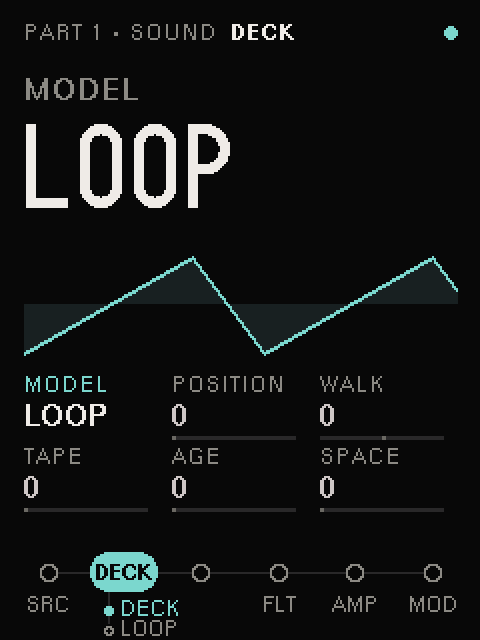 PART 1 · SOUND DECK
MODEL
LOOP
MODEL POSITION WALK
LOOP 0 0
TAPE AGE SPACE
0 0 0
DECK
SRC FLT AMP MOD
DECK
LOOP